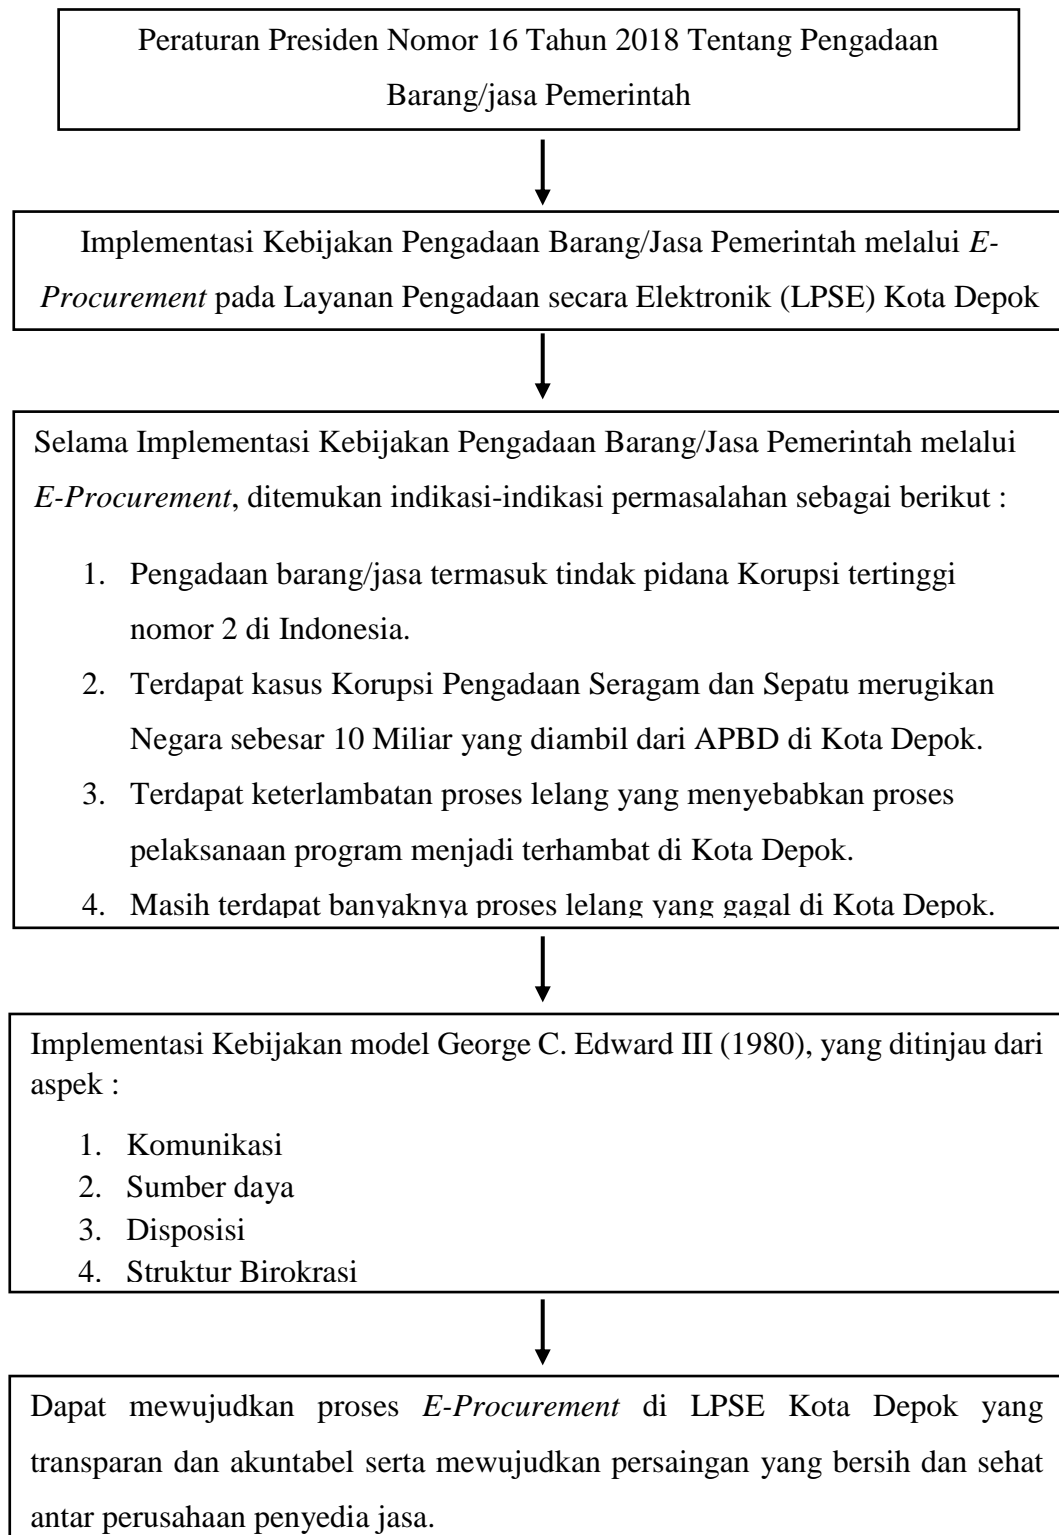 Peraturan Presiden Nomor 16 Tahun 2018 Tentang Pengadaan
Barang/jasa Pemerintah
Implementasi Kebijakan Pengadaan Barang/Jasa Pemerintah melalui E-
Procurement pada Layanan Pengadaan secara Elektronik (LPSE) Kota Depok
Selama Implementasi Kebijakan Pengadaan Barang/Jasa Pemerintah melalui
E-Procurement, ditemukan indikasi-indikasi permasalahan sebagai berikut :
1. Pengadaan barang/jasa termasuk tindak pidana Korupsi tertinggi
nomor 2 di Indonesia.
2. Terdapat kasus Korupsi Pengadaan Seragam dan Sepatu merugikan
Negara sebesar 10 Miliar yang diambil dari APBD di Kota Depok.
3. Terdapat keterlambatan proses lelang yang menyebabkan proses
pelaksanaan program menjadi terhambat di Kota Depok.
4. Masih terdapat banyaknya proses lelang yang gagal di Kota Depok.
Implementasi Kebijakan model George C. Edward III (1980), yang ditinjau dari
aspek :
1. Komunikasi
2. Sumber daya
3. Disposisi
4. Struktur Birokrasi
Dapat mewujudkan proses E-Procurement di LPSE Kota Depok yang
transparan dan akuntabel serta mewujudkan persaingan yang bersih dan sehat
antar perusahaan penyedia jasa.